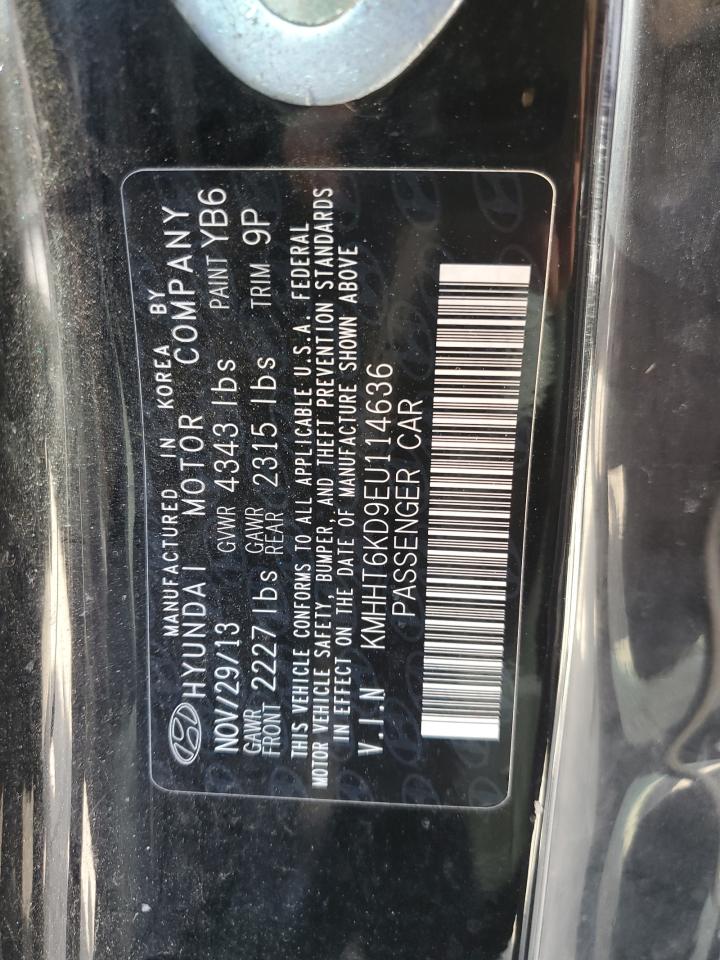 MANUFACTURED IN KOREA BY
HYUNDAI MOTOR COMPANY
NOV/29/13 GVWR 4343 lbs PAINT YB6
GAWR FRONT 2227 lbs GAWR REAR 2315 lbs TRIM 9P
THIS VEHICLE CONFORMS TO ALL APPLICABLE U.S.A. FEDERAL
MOTOR VEHICLE SAFETY, BUMPER, AND THEFT PREVENTION STANDARDS
IN EFFECT ON THE DATE OF MANUFACTURE SHOWN ABOVE
V.I.N KMHHT6KD9EU114636
PASSENGER CAR